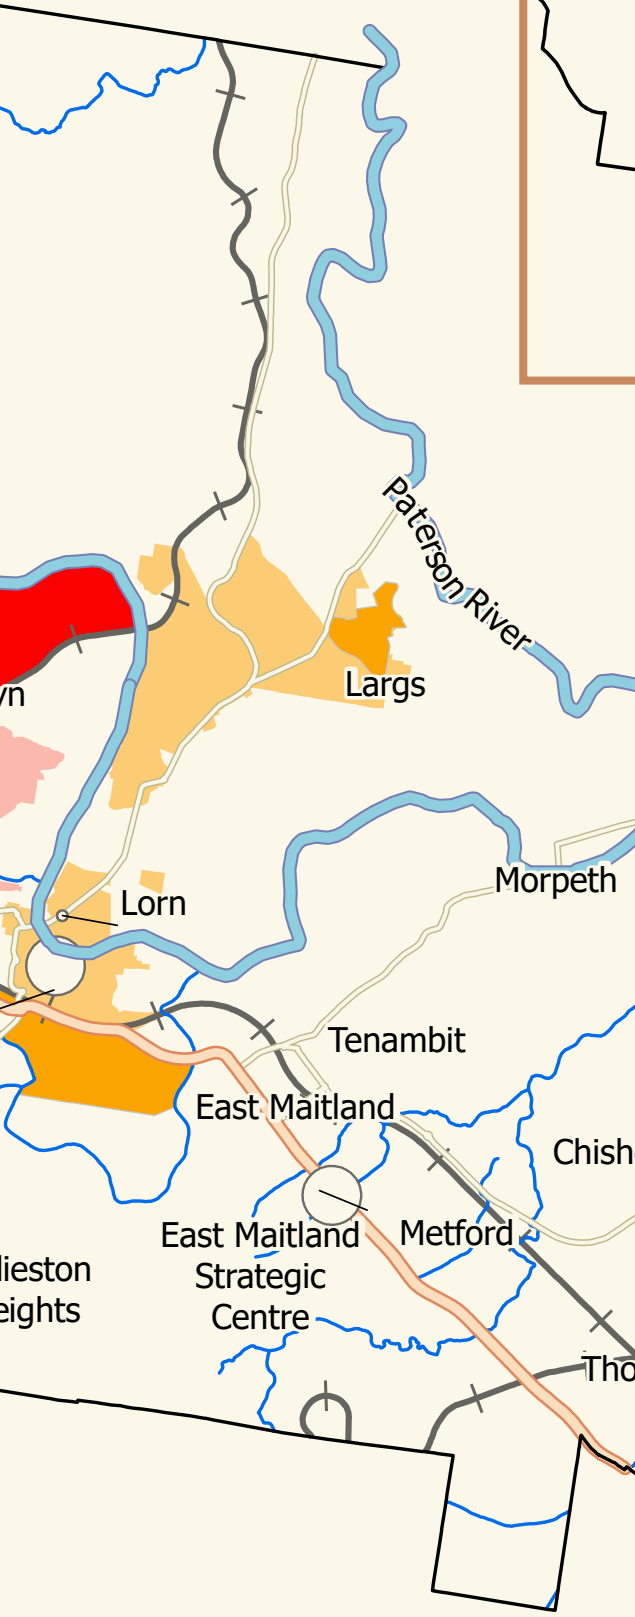 Paterson River
Largs
yn
Lorn
Morpeth
Tenambit
East Maitland
Chish
East Maitland
Strategic
Centre
Metford
lieston
eights
Tho